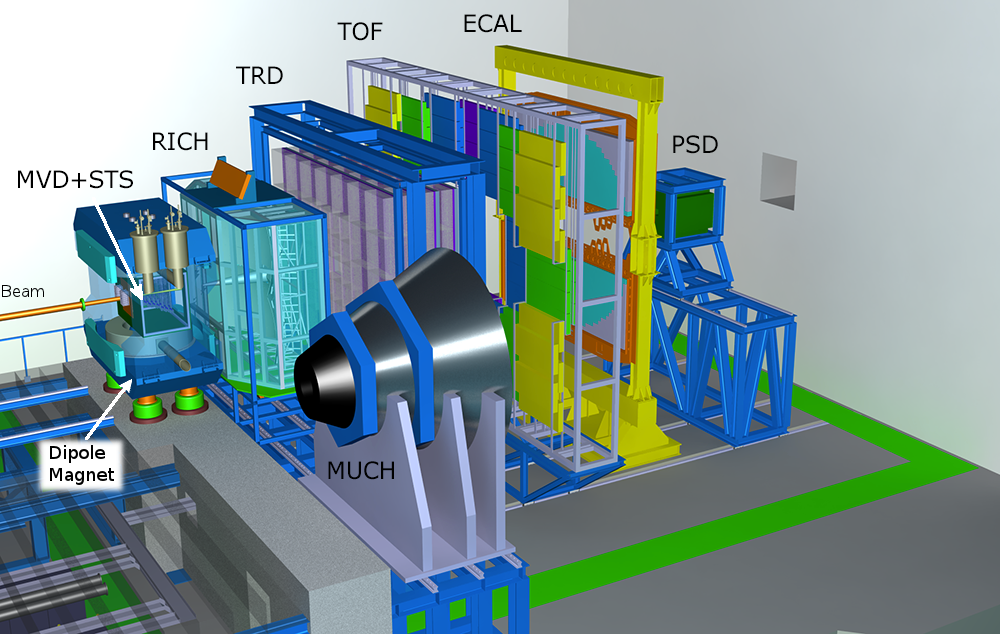 ECAL
TOF
TRD
RICH
PSD
MVD+STS
Beam
Dipole
Magnet
MUCH